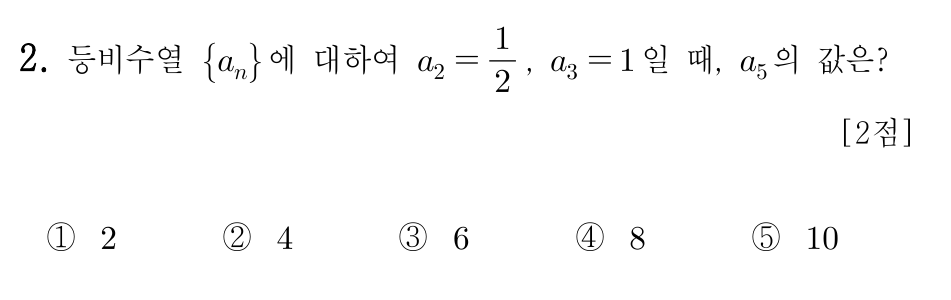 2. 등비수열 {aₙ}에 대하여 a₂ = 1/2, a₃ = 1일 때, a₅의 값은?
[2점]
① 2 ② 4 ③ 6 ④ 8 ⑤ 10